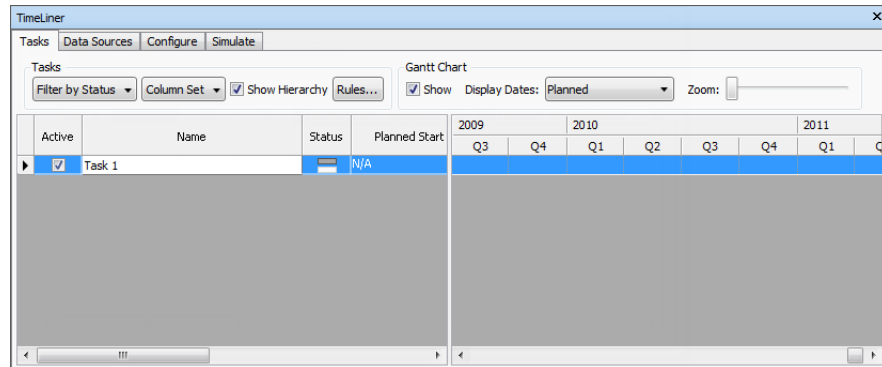 TimeLiner
Tasks Data Sources Configure Simulate
Tasks
Filter by Status Column Set Show Hierarchy Rules...
Gantt Chart
Show Display Dates: Planned Zoom:
Active Name Status Planned Start
2009 2010 2011
Q3 Q4 Q1 Q2 Q3 Q4 Q1
Task 1 N/A